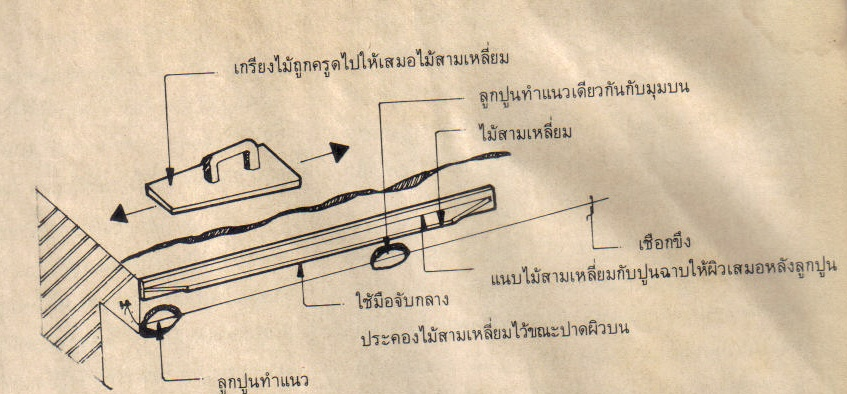 เกรียงไม้ถูกครูดไปให้เสมอไม้สามเหลี่ยม
ลูกปูนทำแนวเดียวกันกับมุมบน
ไม้สามเหลี่ยม
เชือกขึง
แนบไม้สามเหลี่ยมกับปูนฉาบให้ผิวเสมอหลังลูกปูน
ใช้มือจับกลาง
ประคองไม้สามเหลี่ยมไว้ขณะปาดผิวบน
ลูกปูนทำแนว